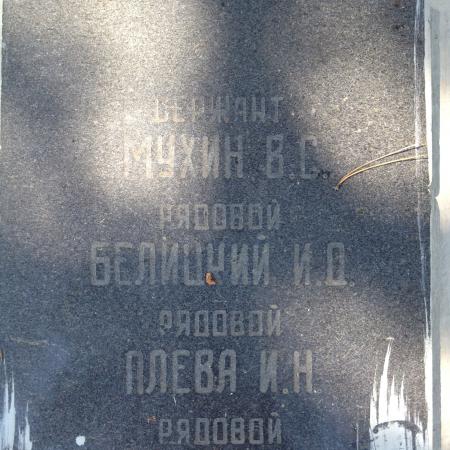 СЕРЖАНТ
МУХИН В.С.
РЯДОВОЙ
БЕЛИЦКИЙ И.Д.
РЯДОВОЙ
ПЛЕВА И.Н
РЯДОВОЙ